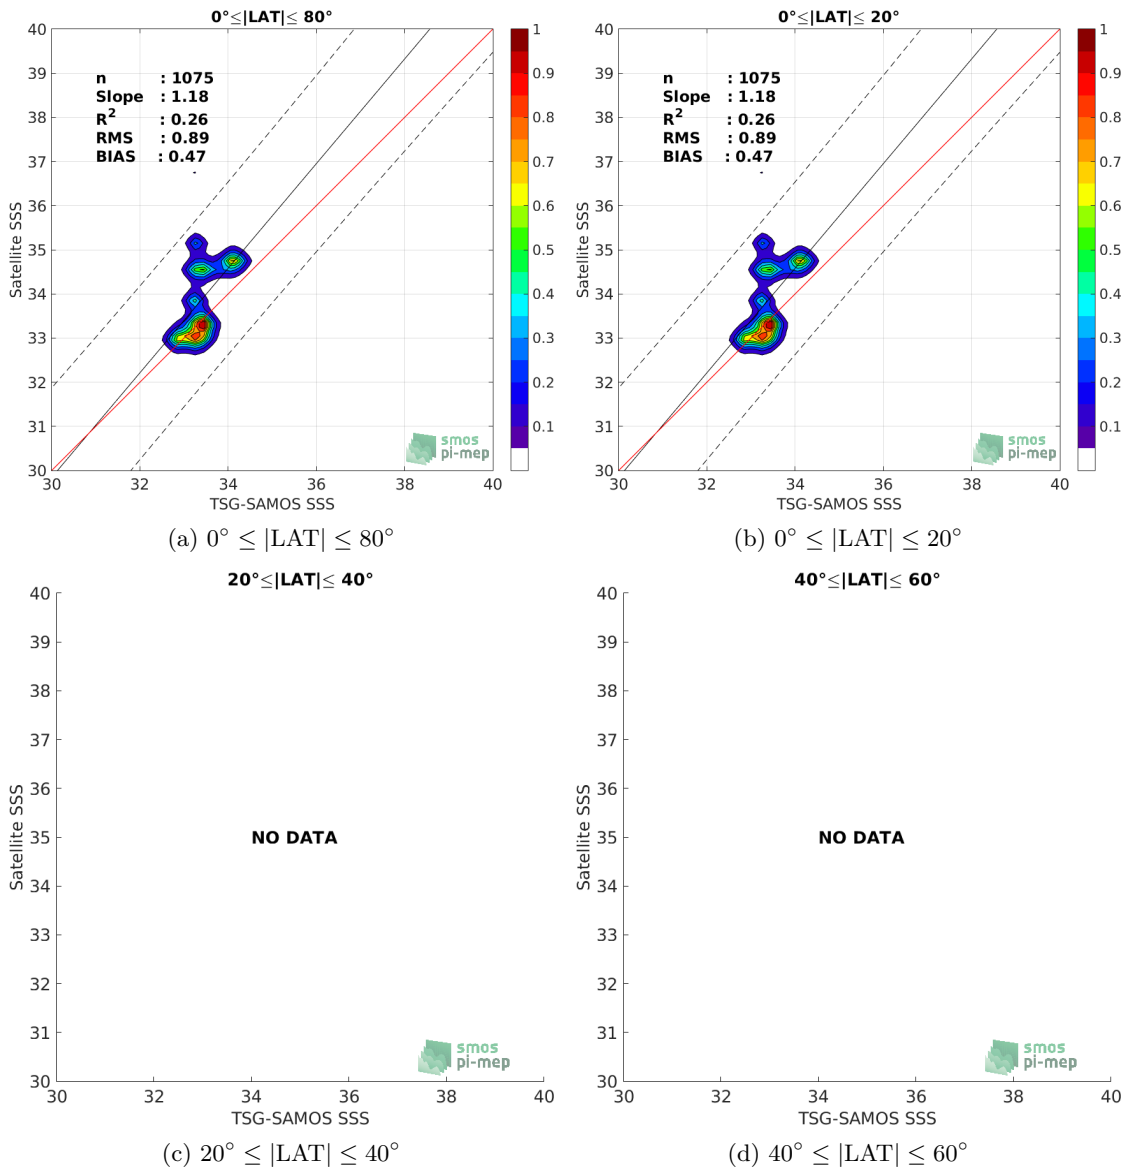 0°≤|LAT|≤ 80°
40
39
38
37
36
35
34
33
32
31
30
Satellite SSS
n : 1075
Slope : 1.18
R² : 0.26
RMS : 0.89
BIAS : 0.47
1
0.9
0.8
0.7
0.6
0.5
0.4
0.3
0.2
0.1
smos
pi-mep
30 32 34 36 38 40
TSG-SAMOS SSS
(a) 0° ≤ |LAT| ≤ 80°
0°≤|LAT|≤ 20°
40
39
38
37
36
35
34
33
32
31
30
Satellite SSS
n : 1075
Slope : 1.18
R² : 0.26
RMS : 0.89
BIAS : 0.47
1
0.9
0.8
0.7
0.6
0.5
0.4
0.3
0.2
0.1
smos
pi-mep
30 32 34 36 38 40
TSG-SAMOS SSS
(b) 0° ≤ |LAT| ≤ 20°
20°≤|LAT|≤ 40°
40
39
38
37
36
35
34
33
32
31
30
Satellite SSS
NO DATA
smos
pi-mep
30 32 34 36 38 40
TSG-SAMOS SSS
(c) 20° ≤ |LAT| ≤ 40°
40°≤|LAT|≤ 60°
40
39
38
37
36
35
34
33
32
31
30
Satellite SSS
NO DATA
smos
pi-mep
30 32 34 36 38 40
TSG-SAMOS SSS
(d) 40° ≤ |LAT| ≤ 60°